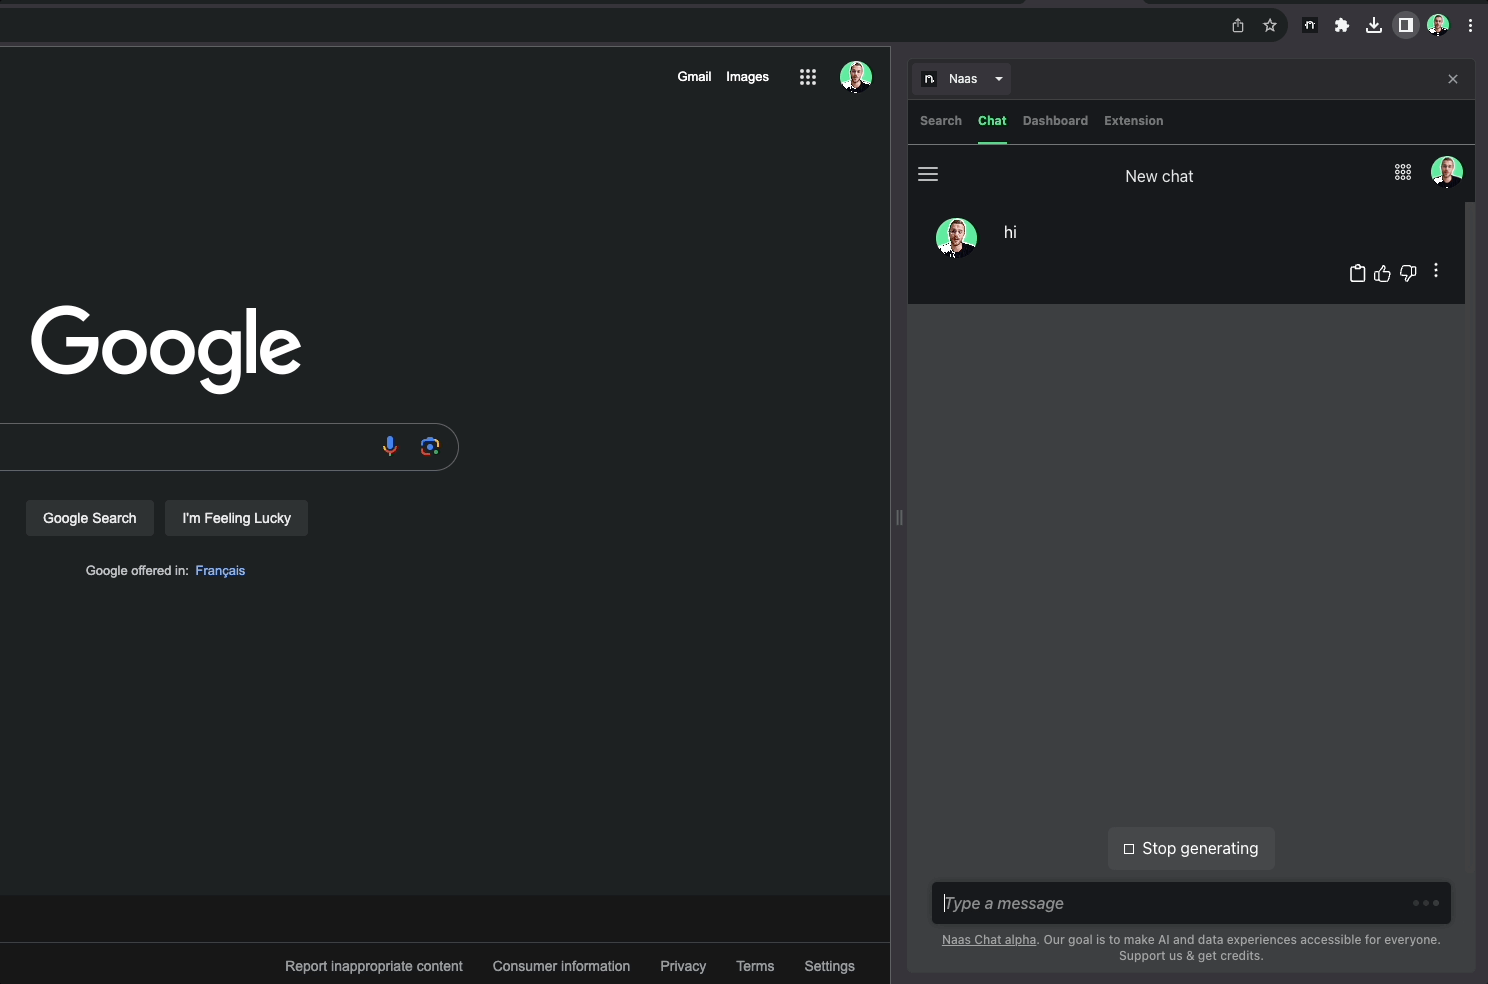 Gmail Images
Google
Google Search I'm Feeling Lucky
Google offered in: Français
Report inappropriate content Consumer information Privacy Terms Settings
Naas
Search Chat Dashboard Extension
New chat
hi
Stop generating
Type a message
Naas Chat alpha. Our goal is to make AI and data experiences accessible for everyone.
Support us & get credits.